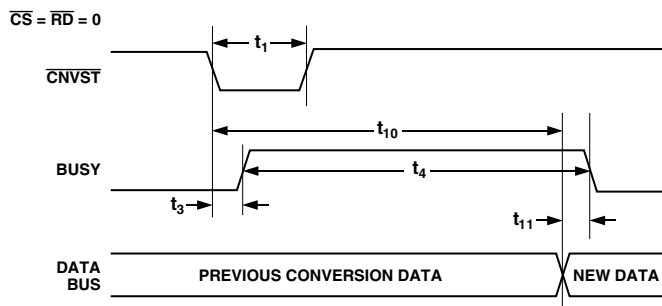 CS = RD = 0
CNVST
t1
t10
BUSY
t4
t3
t11
DATA
BUS
PREVIOUS CONVERSION DATA
NEW DATA